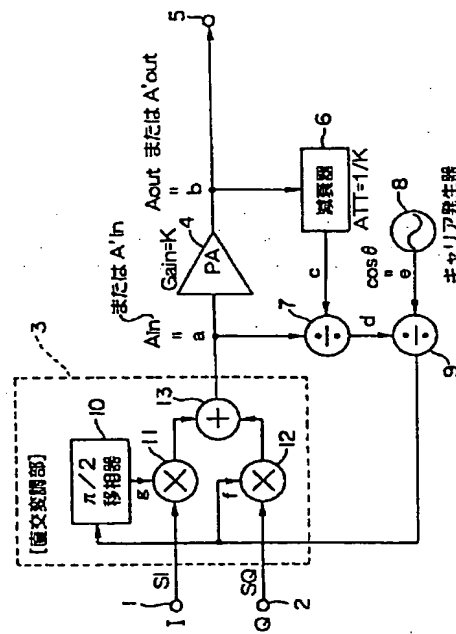 3
[直交変調部]
10
π/2
移相器
g
11
×
13
+
12
×
f
1
I
SI
2
Q
SQ
Ain または A'in
=
a
Gain=K
4
PA
Aout または A'out
=
b
5
6
減衰器
ATT=1/K
c
7
÷
d
cosθ
=
e
8
キャリア発生器
9
÷